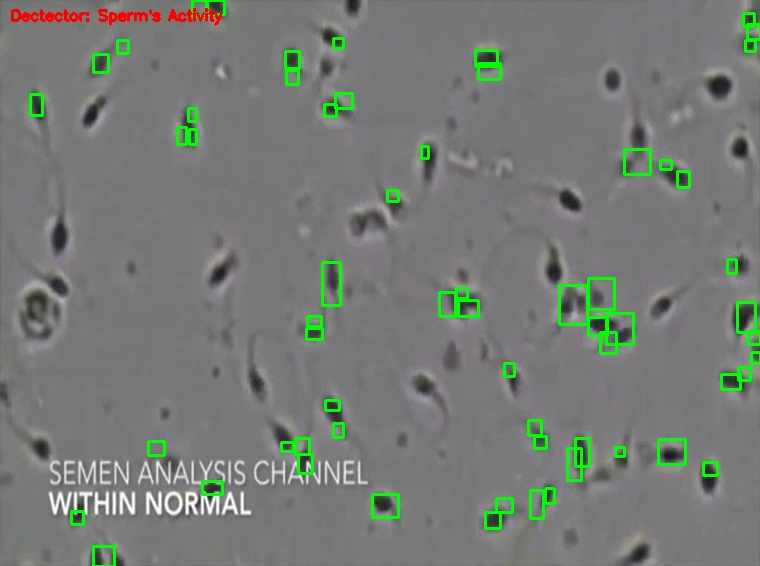 Dectector: Sperm's Activity
SEMEN ANALYSIS CHANNEL
WITHIN NORMAL